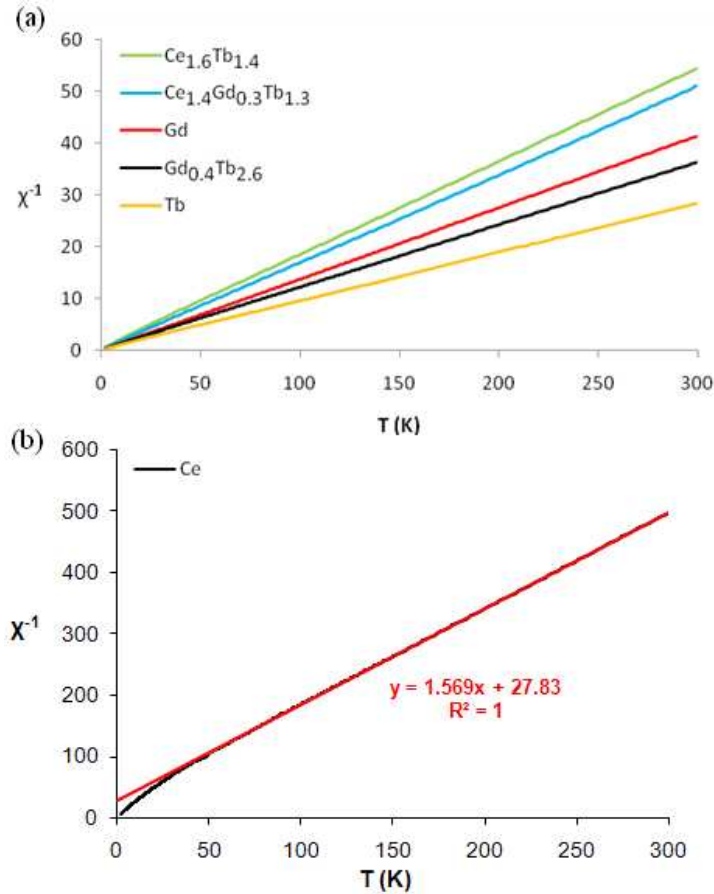 (a)
60
50
40
30
20
10
0
χ-1
Ce1.6Tb1.4
Ce1.4Gd0.3Tb1.3
Gd
Gd0.4Tb2.6
Tb
0 50 100 150 200 250 300
T (K)
(b)
600
500
400
300
200
100
0
X-1
Ce
y = 1.569x + 27.83
R² = 1
0 50 100 150 200 250 300
T (K)